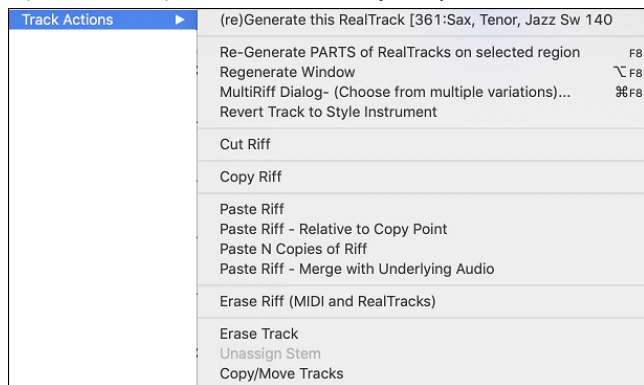 Track Actions ▶ (re)Generate this RealTrack [361:Sax, Tenor, Jazz Sw 140
Re-Generate PARTS of RealTracks on selected region F8
Regenerate Window ⌥F8
MultiRiff Dialog- (Choose from multiple variations)... ⌘F8
Revert Track to Style Instrument
Cut Riff
Copy Riff
Paste Riff
Paste Riff - Relative to Copy Point
Paste N Copies of Riff
Paste Riff - Merge with Underlying Audio
Erase Riff (MIDI and RealTracks)
Erase Track
Unassign Stem
Copy/Move Tracks